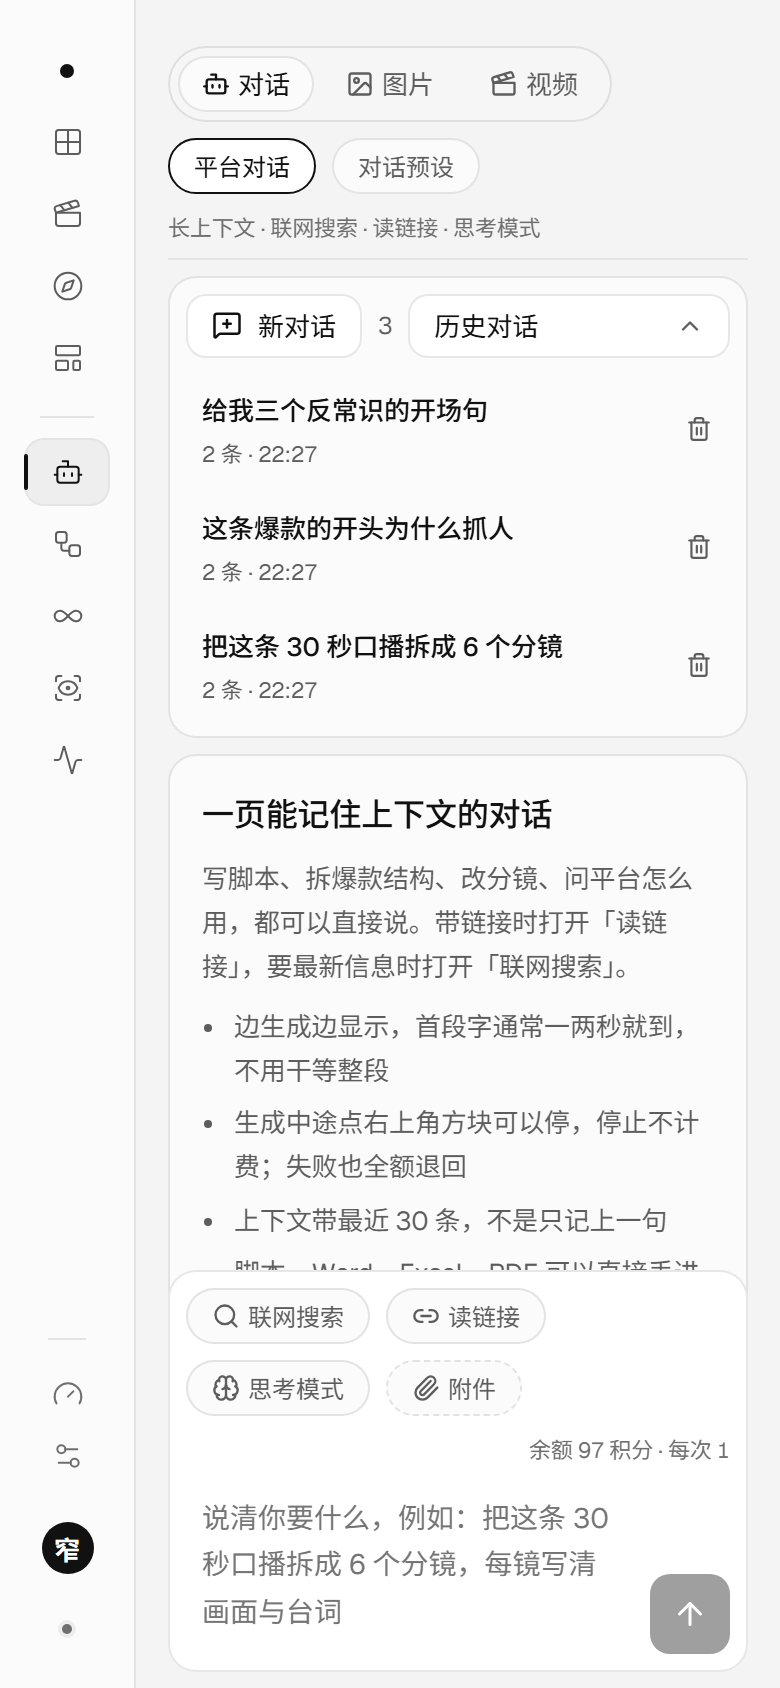 对话
图片
视频
平台对话
对话预设
长上下文 · 联网搜索 · 读链接 · 思考模式
新对话
3
历史对话
给我三个反常识的开场句
2 条 · 22:27
这条爆款的开头为什么抓人
2 条 · 22:27
把这条 30 秒口播拆成 6 个分镜
2 条 · 22:27
一页能记住上下文的对话
写脚本、拆爆款结构、改分镜、问平台怎么
用，都可以直接说。带链接时打开「读链
接」，要最新信息时打开「联网搜索」。
边生成边显示，首段字通常一两秒就到，
不用干等整段
生成中途点右上角方块可以停，停止不计
费；失败也全额退回
上下文带最近 30 条，不是只记上一句
脚本、Word、Excel、PDF 可以直接丢进
联网搜索
读链接
思考模式
附件
余额 97 积分 · 每次 1
说清你要什么，例如：把这条 30
秒口播拆成 6 个分镜，每镜写清
画面与台词
窄